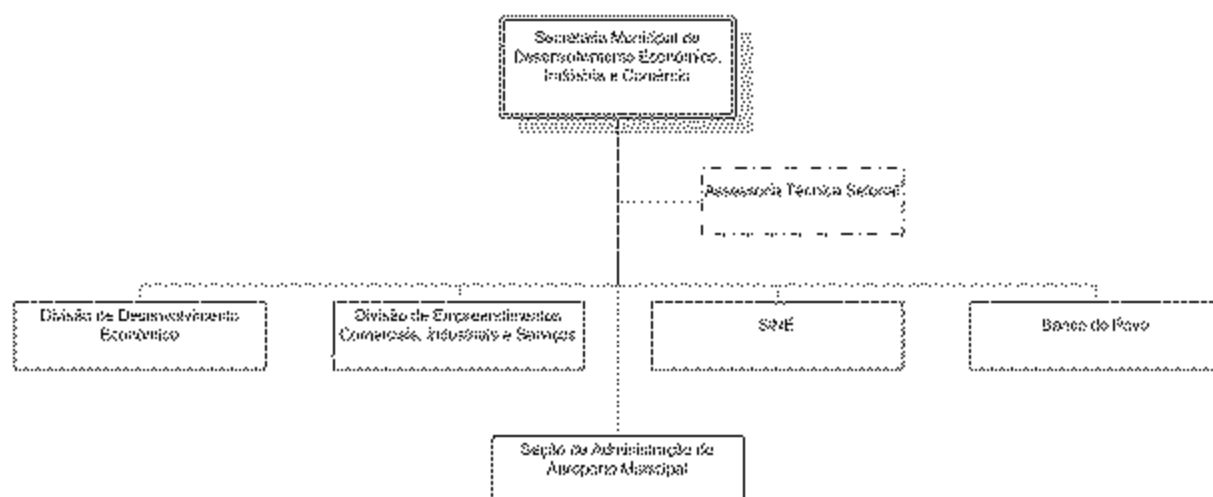 Secretaria Municipal de
Desenvolvimento Econômico,
Indústria e Comércio
Assessoria Técnica Setorial
Divisão de Desenvolvimento
Econômico
Divisão de Empreendimentos
Comerciais, Industriais e Serviços
SINE
Banco do Povo
Seção de Administração do
Aeroporto Municipal